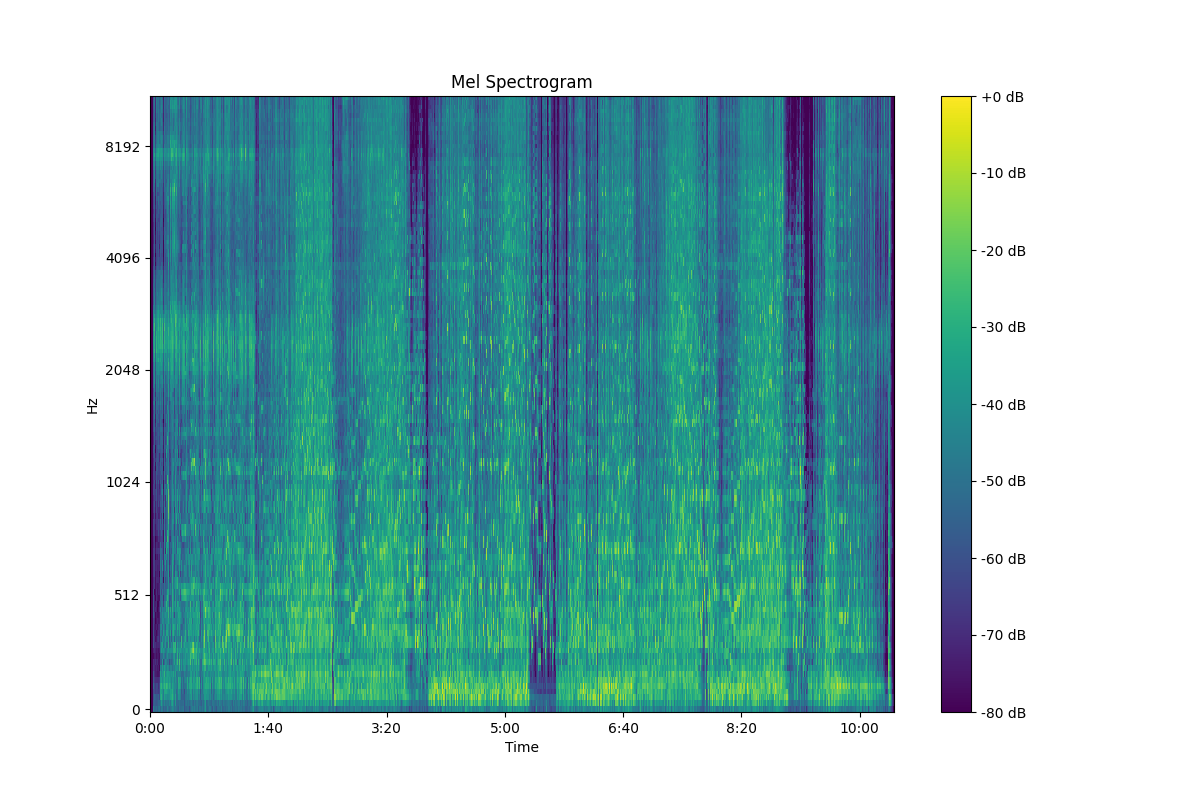 Mel Spectrogram
Hz
8192
4096
2048
1024
512
0
0:00 1:40 3:20 5:00 6:40 8:20 10:00
Time
+0 dB
-10 dB
-20 dB
-30 dB
-40 dB
-50 dB
-60 dB
-70 dB
-80 dB